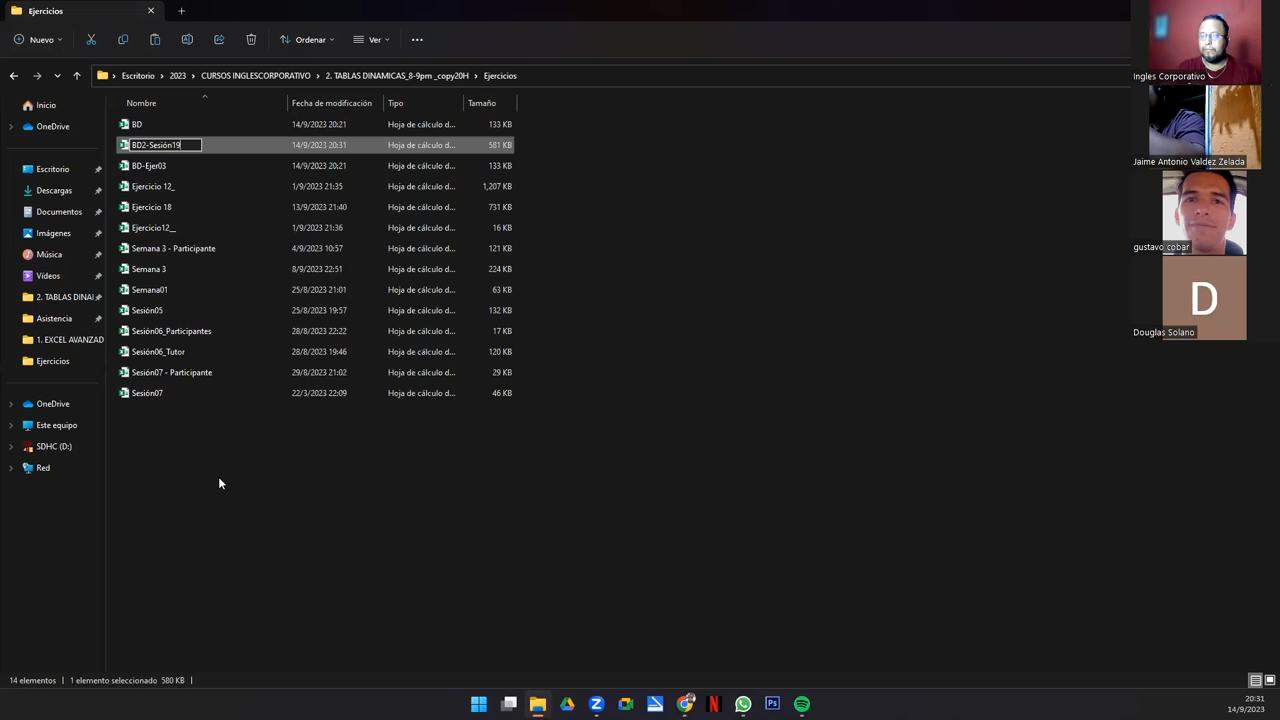 Ejercicios
Nuevo
Ordenar
Ver
Escritorio
2023
CURSOS INGLESCORPORATIVO
2. TABLAS DINAMICAS_8-9pm _copy20H
Ejercicios
Nombre Fecha de modificación Tipo Tamaño
BD 14/9/2023 20:21 Hoja de cálculo d... 133 KB
BD2-Sesión19 14/9/2023 20:31 Hoja de cálculo d... 581 KB
BD-Ejer03 14/9/2023 20:21 Hoja de cálculo d... 133 KB
Ejercicio 12_ 1/9/2023 21:35 Hoja de cálculo d... 1,207 KB
Ejercicio 18 13/9/2023 21:40 Hoja de cálculo d... 731 KB
Ejercicio12__ 1/9/2023 21:36 Hoja de cálculo d... 16 KB
Semana 3 - Participante 4/9/2023 10:57 Hoja de cálculo d... 121 KB
Semana 3 8/9/2023 22:51 Hoja de cálculo d... 224 KB
Semana01 25/8/2023 21:01 Hoja de cálculo d... 63 KB
Sesión05 25/8/2023 19:57 Hoja de cálculo d... 132 KB
Sesión06_Participantes 28/8/2023 22:22 Hoja de cálculo d... 17 KB
Sesión06_Tutor 28/8/2023 19:46 Hoja de cálculo d... 120 KB
Sesión07 - Participante 29/8/2023 21:02 Hoja de cálculo d... 29 KB
Sesión07 22/3/2023 22:09 Hoja de cálculo d... 46 KB
Inicio
OneDrive
Escritorio
Descargas
Documentos
Imágenes
Música
Vídeos
2. TABLAS DINAI
Asistencia
1. EXCEL AVANZAD
Ejercicios
OneDrive
Este equipo
SDHC (D:)
Red
Ingles Corporativo
Jaime Antonio Valdez Zelada
gustavo cobar
D
Douglas Solano
14 elementos
1 elemento seleccionado 580 KB
N
Ps
20:31
14/9/2023